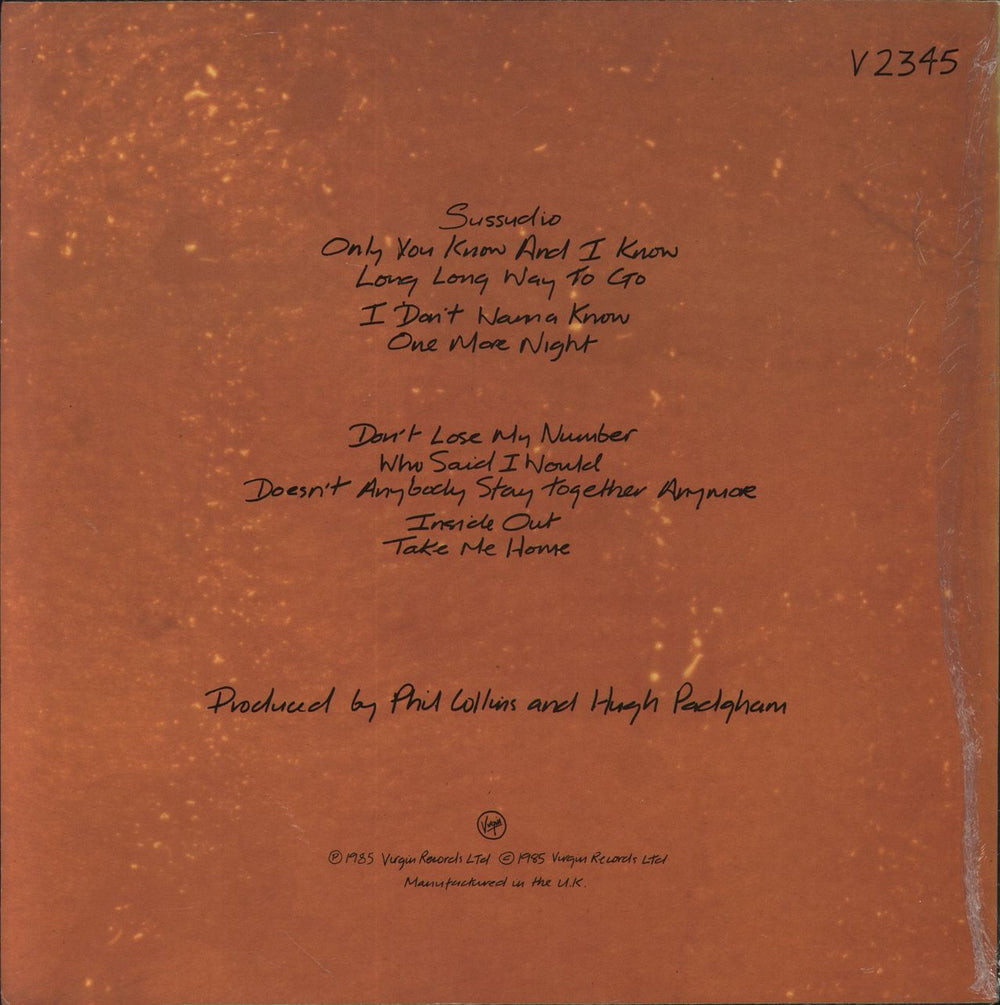 V2345
Sussudio
Only You Know And I Know
Long Long Way To Go
I Don't Wanna Know
One More Night
Don't Lose My Number
Who Said I Would
Doesn't Anybody Stay Together Anymore
Inside Out
Take Me Home
Produced by Phil Collins and Hugh Padgham
Virgin
℗ 1985 Virgin Records Ltd © 1985 Virgin Records Ltd
Manufactured in the U.K.